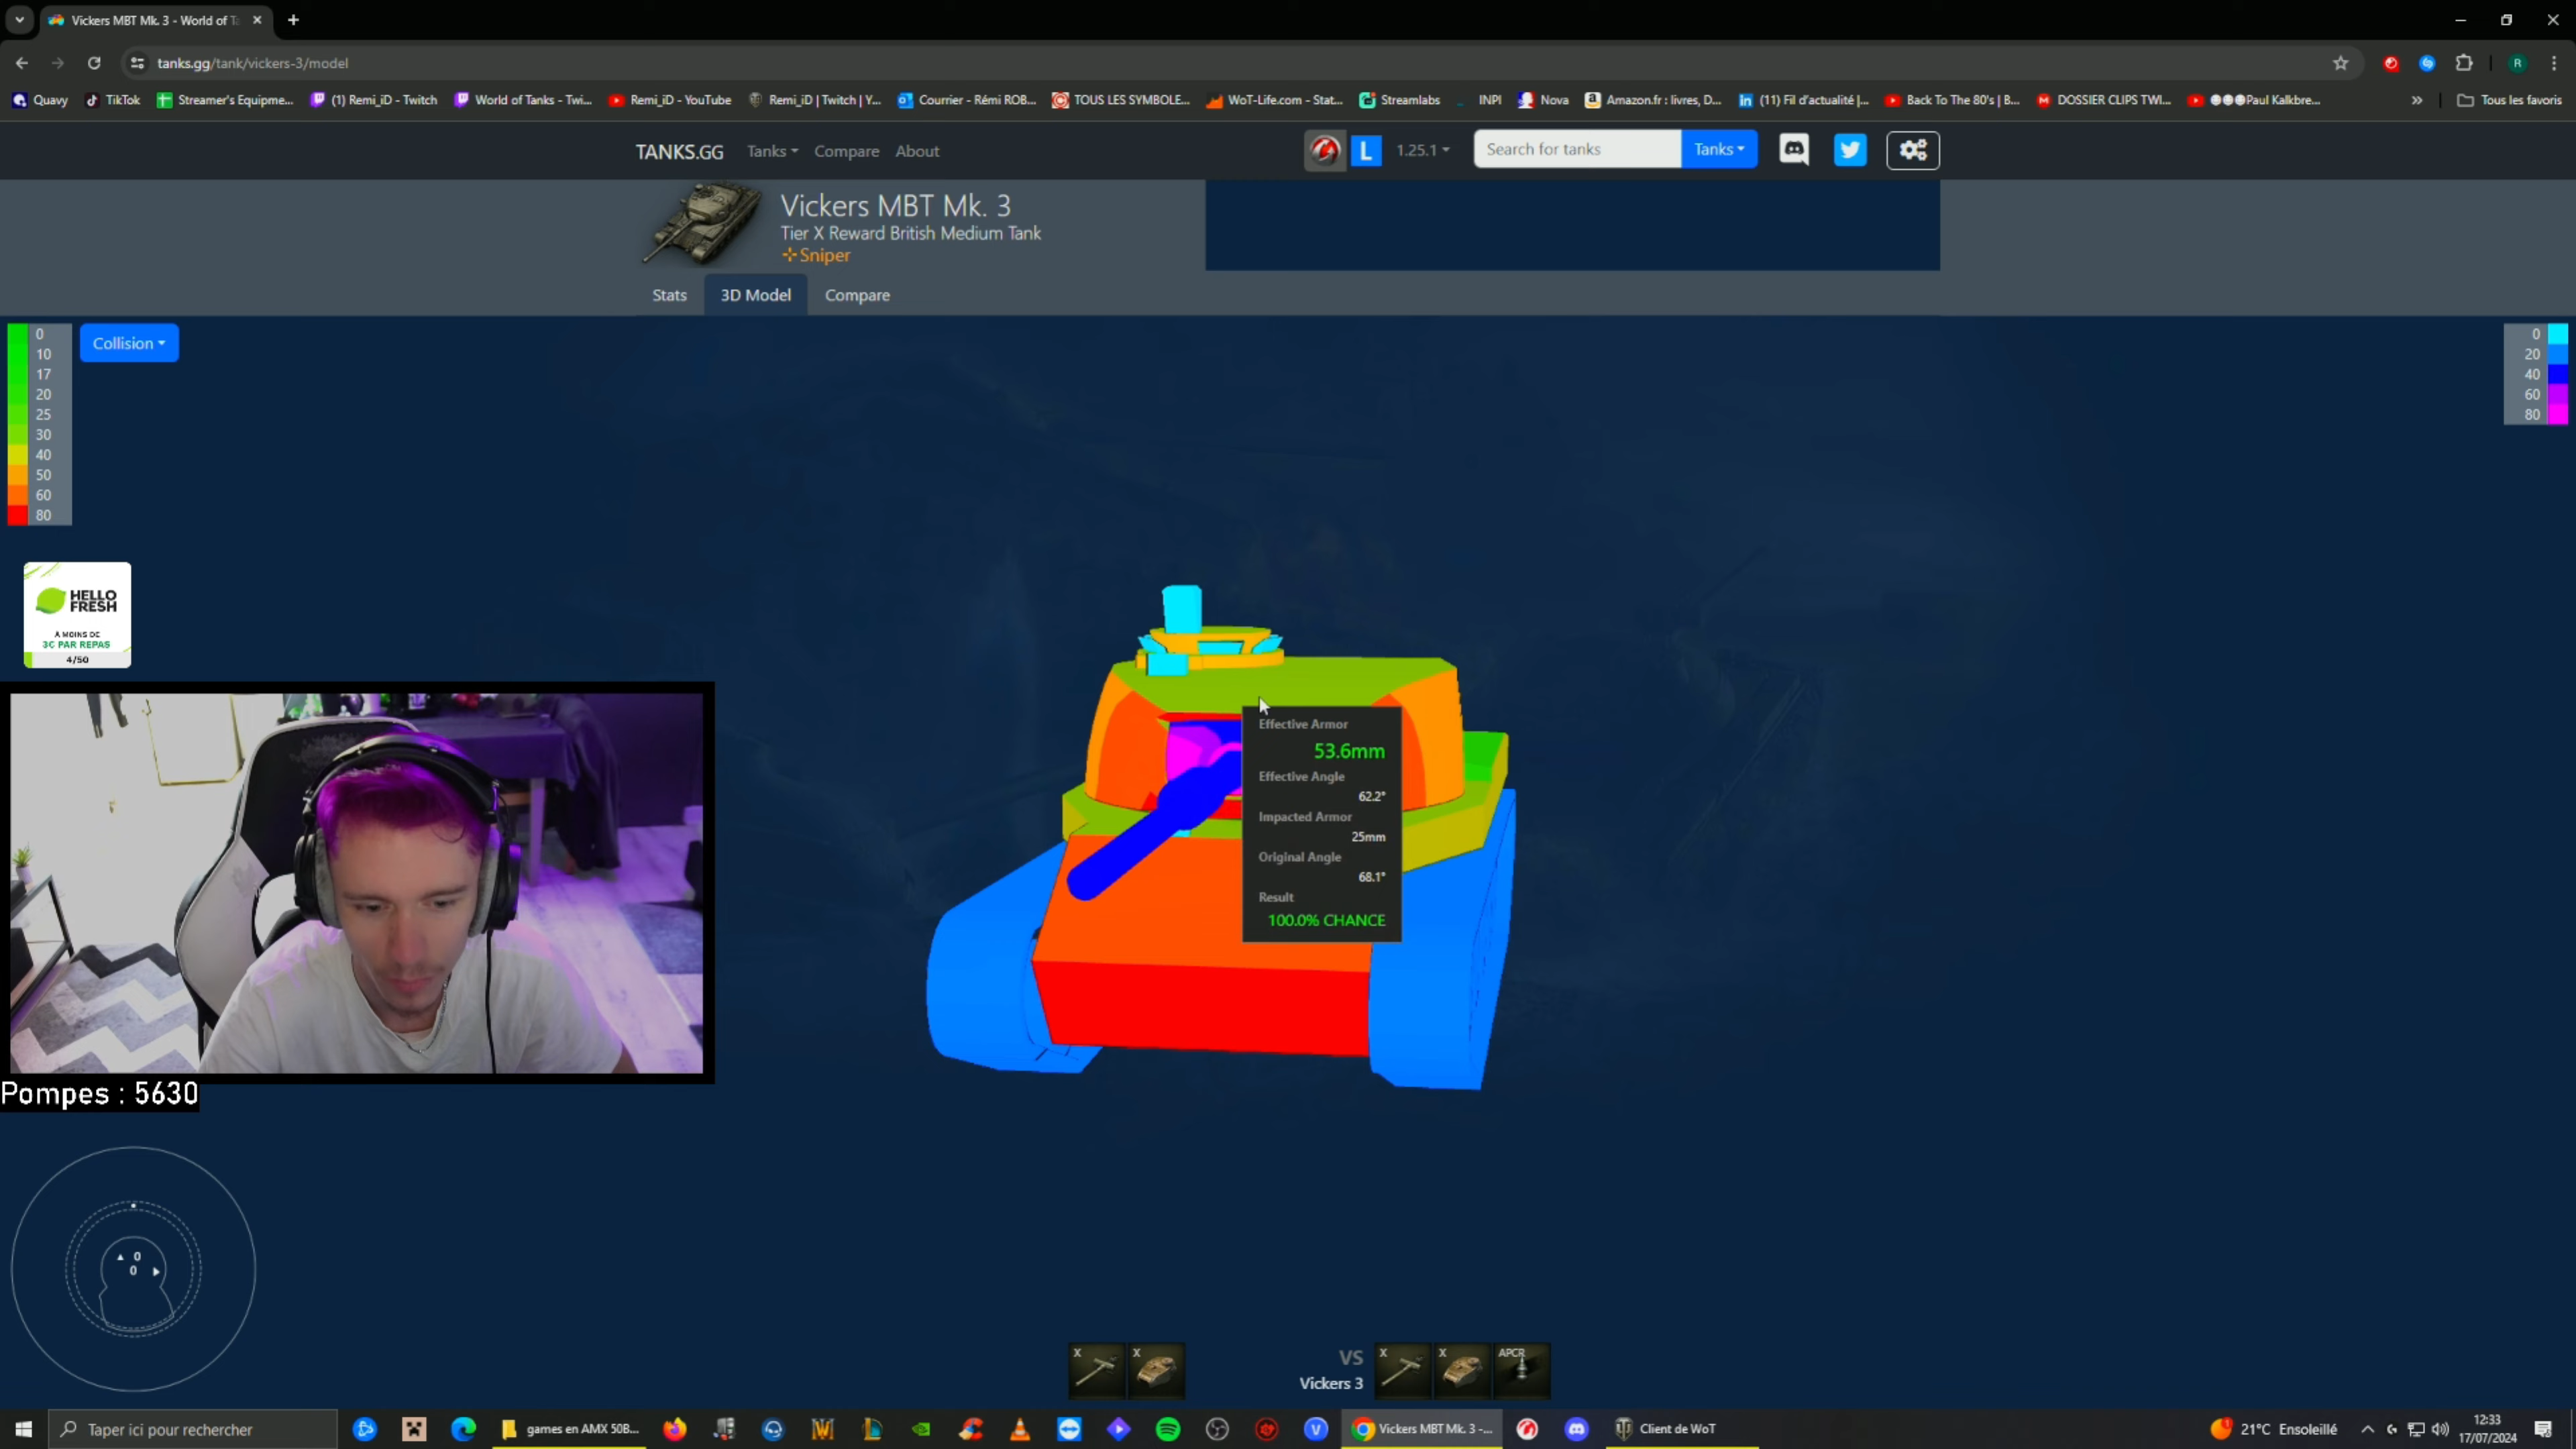 Vickers MBT Mk. 3 - World of Ta
tanks.gg/tank/vickers-3/model
Quavy
TikTok
Streamer's Equipme...
(1) Remi_iD - Twitch
World of Tanks - Twi...
Remi_iD - YouTube
Remi_iD | Twitch | Y...
Courrier - Rémi ROB...
TOUS LES SYMBOLE...
WoT-Life.com - Stat...
Streamlabs
INPI
Nova
Amazon.fr : livres, D...
(11) Fil d'actualité |...
Back To The 80's | B...
DOSSIER CLIPS TWI...
Paul Kalkbre...
Tous les favoris
R
TANKS.GG
Tanks
Compare
About
L
1.25.1
Search for tanks
Tanks
Vickers MBT Mk. 3
Tier X Reward British Medium Tank
Sniper
Stats
3D Model
Compare
0
10
17
20
25
30
40
50
60
80
Collision
0
20
40
60
80
HELLO
FRESH
A MOINS DE
3€ PAR REPAS
4/50
Effective Armor
53.6mm
Effective Angle
62.2°
Impacted Armor
25mm
Original Angle
68.1°
Result
100.0% CHANCE
Pompes : 5630
0
0
X
X
VS
Vickers 3
X
X
APCR
Taper ici pour rechercher
games en AMX 50B...
Vickers MBT Mk. 3 -...
Client de WoT
21°C Ensoleillé
12:33
17/07/2024